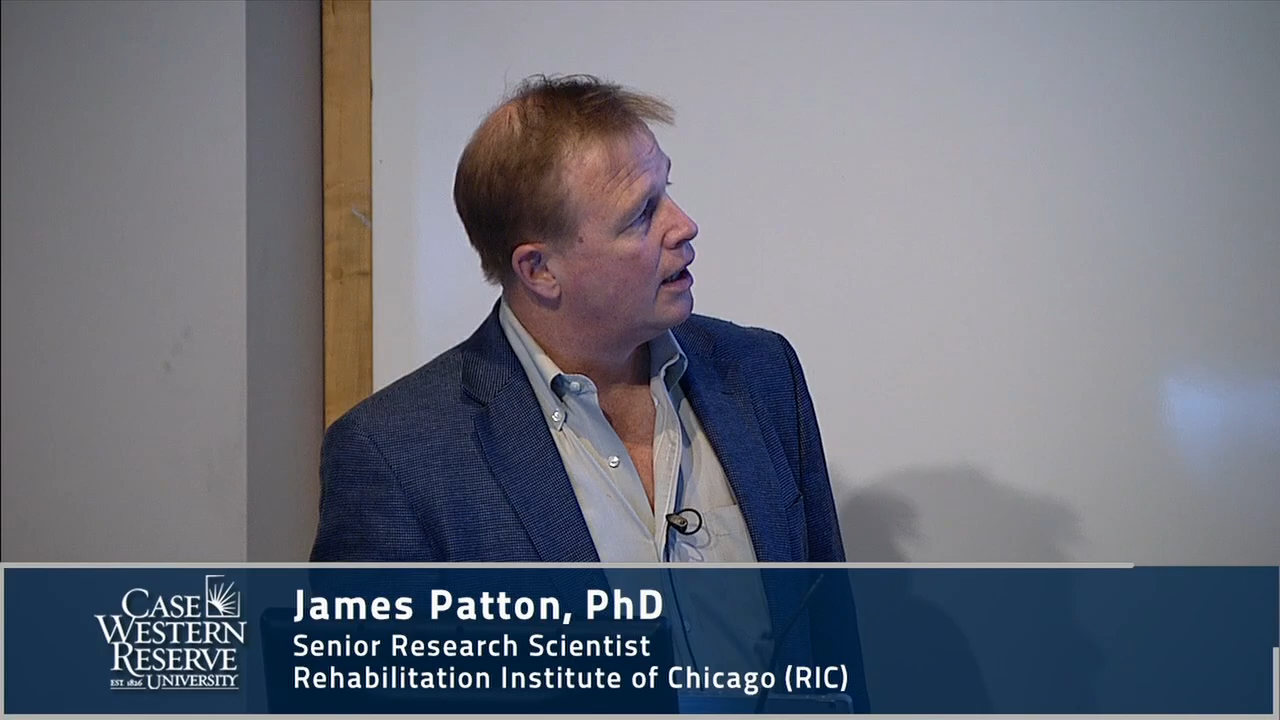 CASE
WESTERN
RESERVE
EST. 1826 UNIVERSITY
James Patton, PhD
Senior Research Scientist
Rehabilitation Institute of Chicago (RIC)